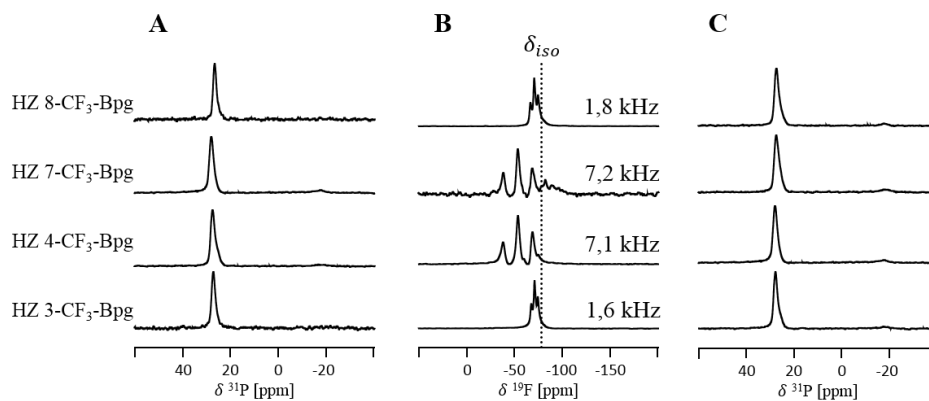 A
B
C
δiso
HZ 8-CF3-Bpg
1,8 kHz
HZ 7-CF3-Bpg
7,2 kHz
HZ 4-CF3-Bpg
7,1 kHz
HZ 3-CF3-Bpg
1,6 kHz
40 20 0 -20
0 -50 -100 -150
40 20 0 -20
δ 31P [ppm]
δ 19F [ppm]
δ 31P [ppm]